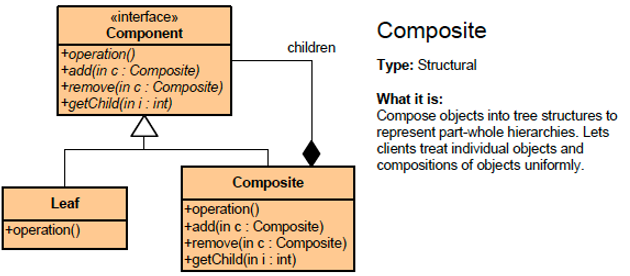 «interface»
Component
+operation()
+add(in c : Composite)
+remove(in c : Composite)
+getChild(in i : int)
children
Leaf
+operation()
Composite
+operation()
+add(in c : Composite)
+remove(in c : Composite)
+getChild(in i : int)
Composite
Type: Structural
What it is:
Compose objects into tree structures to
represent part-whole hierarchies. Lets
clients treat individual objects and
compositions of objects uniformly.